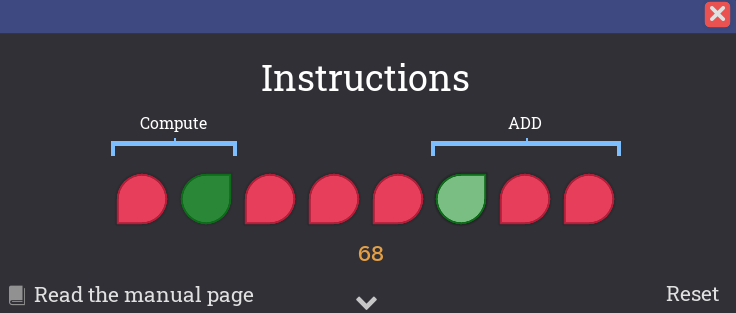 Instructions
Compute ADD
68
Read the manual page Reset